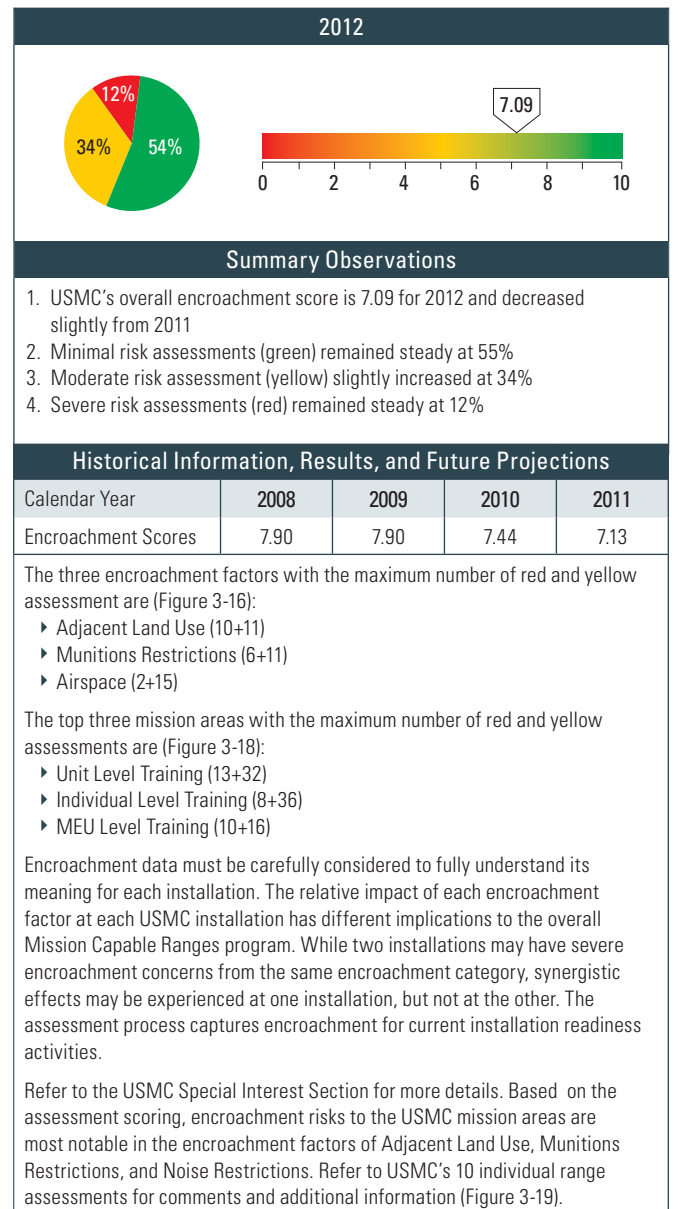 2012
12%
34%
54%
7.09
0 2 4 6 8 10
Summary Observations
1. USMC's overall encroachment score is 7.09 for 2012 and decreased
slightly from 2011
2. Minimal risk assessments (green) remained steady at 55%
3. Moderate risk assessment (yellow) slightly increased at 34%
4. Severe risk assessments (red) remained steady at 12%
Historical Information, Results, and Future Projections
Calendar Year 2008 2009 2010 2011
Encroachment Scores 7.90 7.90 7.44 7.13
The three encroachment factors with the maximum number of red and yellow
assessment are (Figure 3-16):
Adjacent Land Use (10+11)
Munitions Restrictions (6+11)
Airspace (2+15)
The top three mission areas with the maximum number of red and yellow
assessments are (Figure 3-18):
Unit Level Training (13+32)
Individual Level Training (8+36)
MEU Level Training (10+16)
Encroachment data must be carefully considered to fully understand its
meaning for each installation. The relative impact of each encroachment
factor at each USMC installation has different implications to the overall
Mission Capable Ranges program. While two installations may have severe
encroachment concerns from the same encroachment category, synergistic
effects may be experienced at one installation, but not at the other. The
assessment process captures encroachment for current installation readiness
activities.
Refer to the USMC Special Interest Section for more details. Based on the
assessment scoring, encroachment risks to the USMC mission areas are
most notable in the encroachment factors of Adjacent Land Use, Munitions
Restrictions, and Noise Restrictions. Refer to USMC's 10 individual range
assessments for comments and additional information (Figure 3-19).